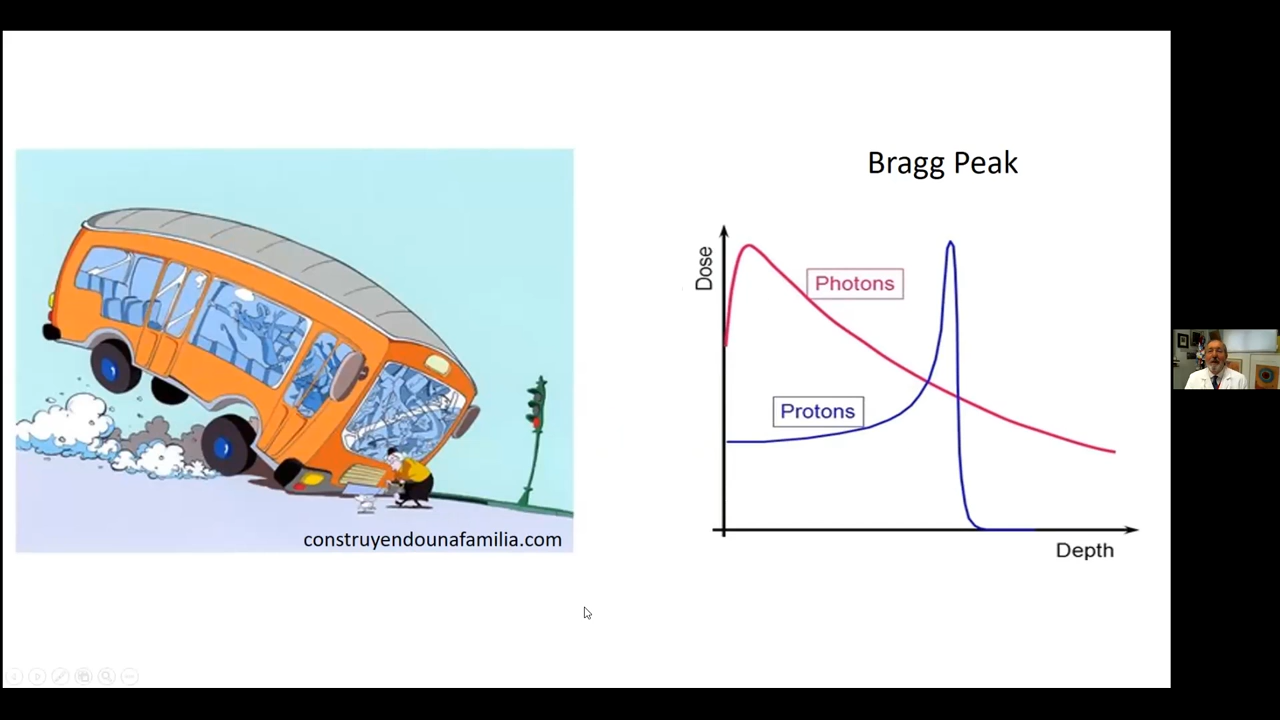 construyendounafamilia.com
Bragg Peak
Dose
Photons
Protons
Depth